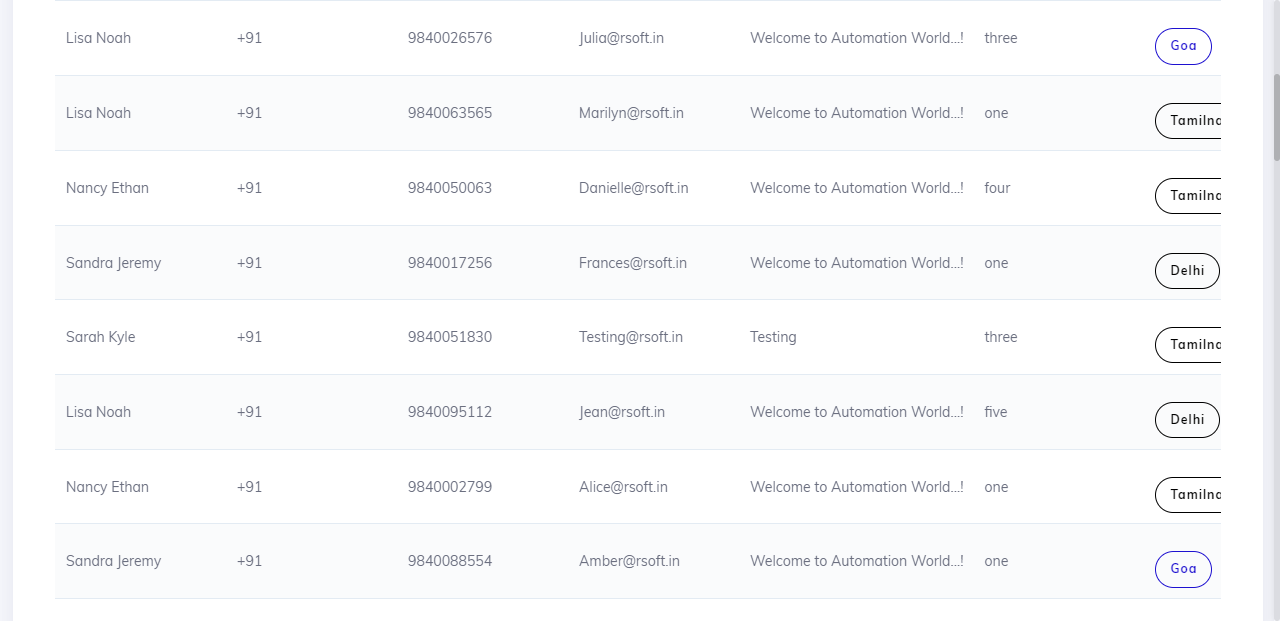 Lisa Noah +91 9840026576 Julia@rsoft.in Welcome to Automation World...! three Goa
Lisa Noah +91 9840063565 Marilyn@rsoft.in Welcome to Automation World...! one Tamilna
Nancy Ethan +91 9840050063 Danielle@rsoft.in Welcome to Automation World...! four Tamilna
Sandra Jeremy +91 9840017256 Frances@rsoft.in Welcome to Automation World...! one Delhi
Sarah Kyle +91 9840051830 Testing@rsoft.in Testing three Tamilna
Lisa Noah +91 9840095112 Jean@rsoft.in Welcome to Automation World...! five Delhi
Nancy Ethan +91 9840002799 Alice@rsoft.in Welcome to Automation World...! one Tamilna
Sandra Jeremy +91 9840088554 Amber@rsoft.in Welcome to Automation World...! one Goa